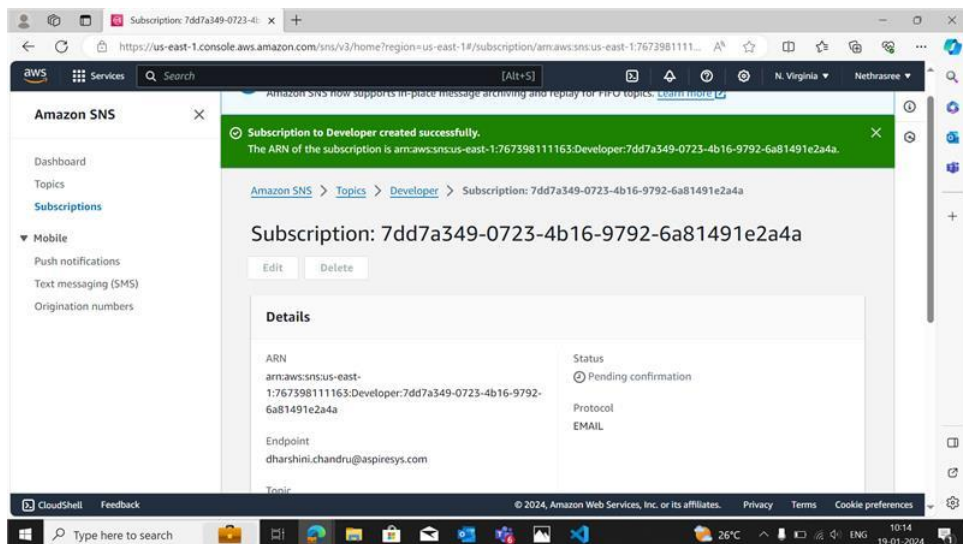 Subscription: 7dd7a349-0723-4
https://us-east-1.console.aws.amazon.com/sns/v3/home?region=us-east-1#/subscription/arn:aws:sns:us-east-1:7673981111...
aws Services Search [Alt+S] N. Virginia Nethrasree
Amazon SNS now supports in-place message archiving and replay for FIFO topics. Learn more
Amazon SNS
Subscription to Developer created successfully.
The ARN of the subscription is arn:aws:sns:us-east-1:767398111163:Developer:7dd7a349-0723-4b16-9792-6a81491e2a4a.
Dashboard
Topics
Subscriptions
Mobile
Push notifications
Text messaging (SMS)
Origination numbers
Amazon SNS > Topics > Developer > Subscription: 7dd7a349-0723-4b16-9792-6a81491e2a4a
Subscription: 7dd7a349-0723-4b16-9792-6a81491e2a4a
Edit Delete
Details
ARN
arn:aws:sns:us-east-
1:767398111163:Developer:7dd7a349-0723-4b16-9792-
6a81491e2a4a
Status
Pending confirmation
Protocol
EMAIL
Endpoint
dharshini.chandru@aspiresys.com
Topic
CloudShell Feedback © 2024, Amazon Web Services, Inc. or its affiliates. Privacy Terms Cookie preferences
Type here to search 26°C ENG 10:14
19-01-2024